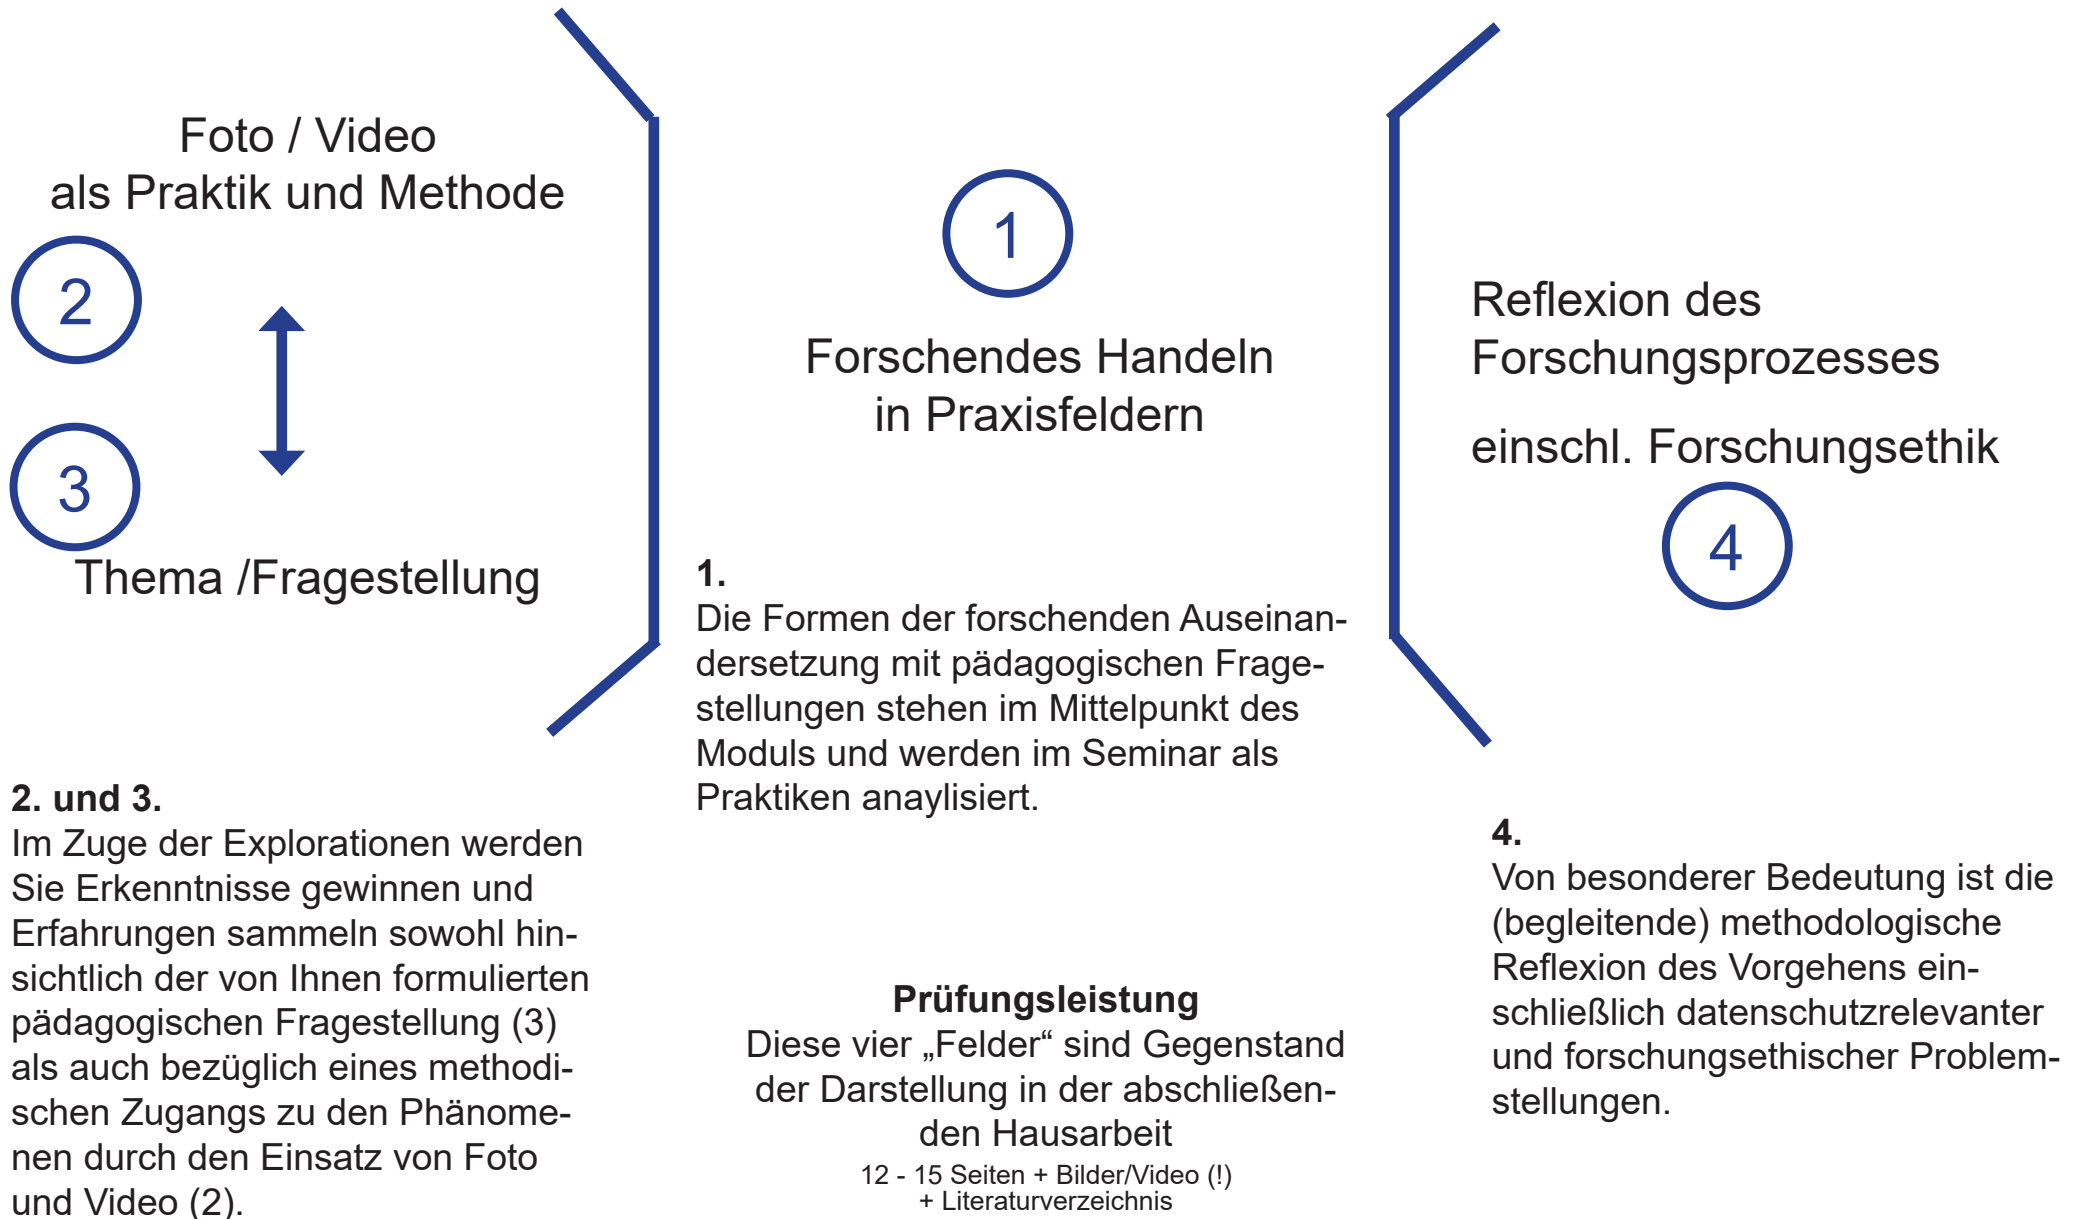 Foto / Video
als Praktik und Methode
2
3
Thema /Fragestellung
2. und 3.
Im Zuge der Explorationen werden
Sie Erkenntnisse gewinnen und
Erfahrungen sammeln sowohl hin-
sichtlich der von Ihnen formulierten
pädagogischen Fragestellung (3)
als auch bezüglich eines methodi-
schen Zugangs zu den Phänome-
nen durch den Einsatz von Foto
und Video (2).
1
Forschendes Handeln
in Praxisfeldern
1.
Die Formen der forschenden Auseinan-
dersetzung mit pädagogischen Frage-
stellungen stehen im Mittelpunkt des
Moduls und werden im Seminar als
Praktiken anaylisiert.
Prüfungsleistung
Diese vier „Felder“ sind Gegenstand
der Darstellung in der abschließen-
den Hausarbeit
12 - 15 Seiten + Bilder/Video (!)
+ Literaturverzeichnis
Reflexion des
Forschungsprozesses
einschl. Forschungsethik
4
4.
Von besonderer Bedeutung ist die
(begleitende) methodologische
Reflexion des Vorgehens ein-
schließlich datenschutzrelevanter
und forschungsethischer Problem-
stellungen.